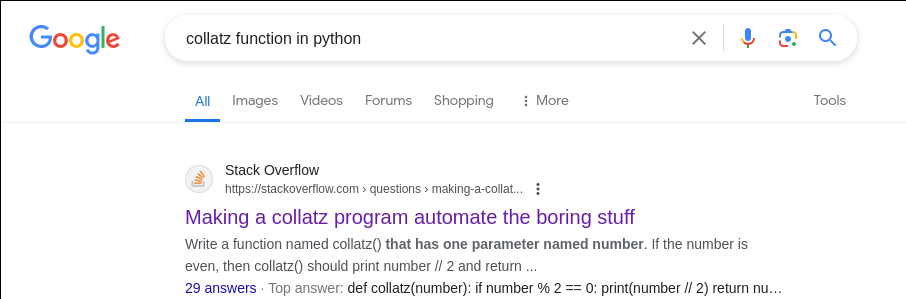 Google
collatz function in python
All Images Videos Forums Shopping More Tools
Stack Overflow
https://stackoverflow.com › questions › making-a-collat...
Making a collatz program automate the boring stuff
Write a function named collatz() that has one parameter named number. If the number is
even, then collatz() should print number // 2 and return ...
29 answers · Top answer: def collatz(number): if number % 2 == 0: print(number // 2) return nu…